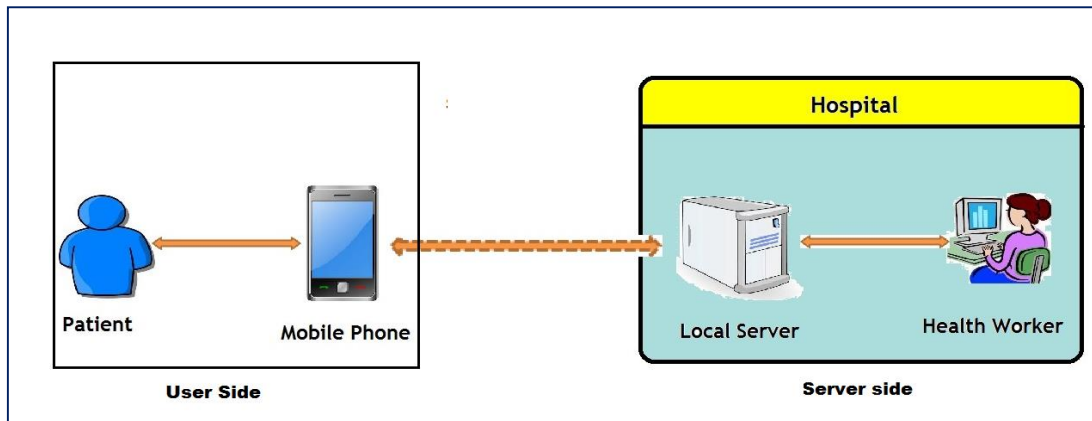 Hospital
Patient
Mobile Phone
Local Server
Health Worker
User Side
Server side